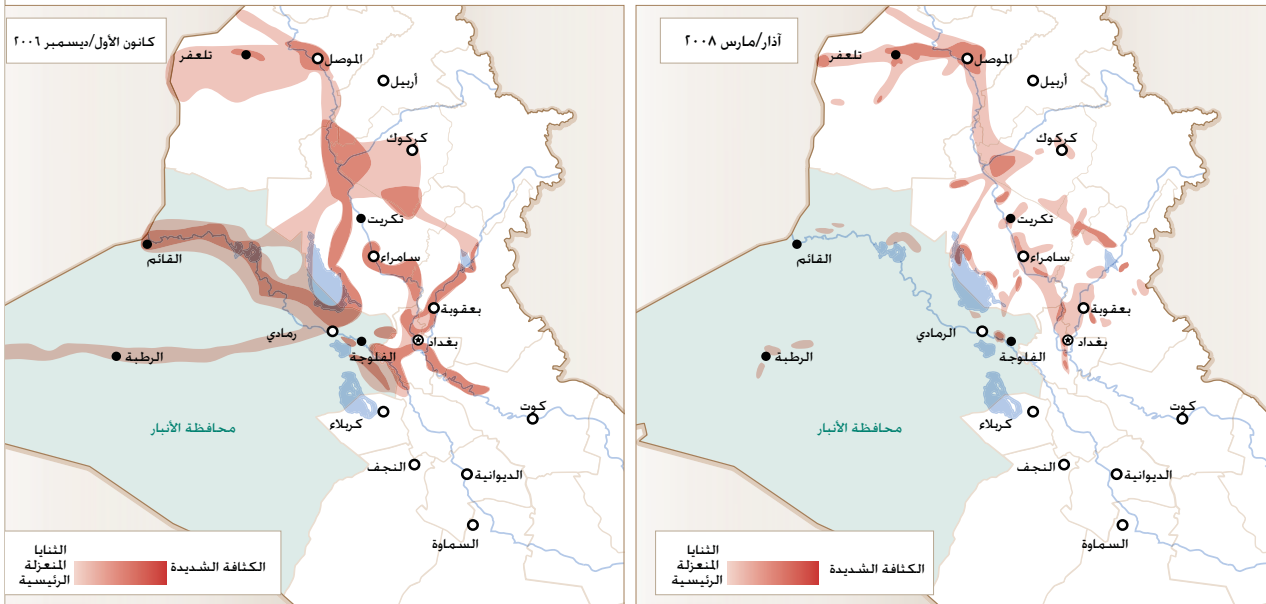 آذار/مارس ٢٠٠٨
تلعفر
الموصل
أربيل
كركوك
تكريت
القائم
سامراء
بعقوبة
الرمادي
بغداد
الفلوجة
الرطبة
كوت
كربلاء
محافظة الأنبار
النجف
الديوانية
السماوة
الثنايا
المنعزلة
الرئيسية
الكثافة الشديدة
كانون الأول/ديسمبر ٢٠٠٦
تلعفر
الموصل
أربيل
كركوك
تكريت
القائم
سامراء
بعقوبة
رمادي
بغداد
الفلوجة
الرطبة
كوت
كربلاء
محافظة الأنبار
النجف
الديوانية
السماوة
الثنايا
المنعزلة
الرئيسية
الكثافة الشديدة